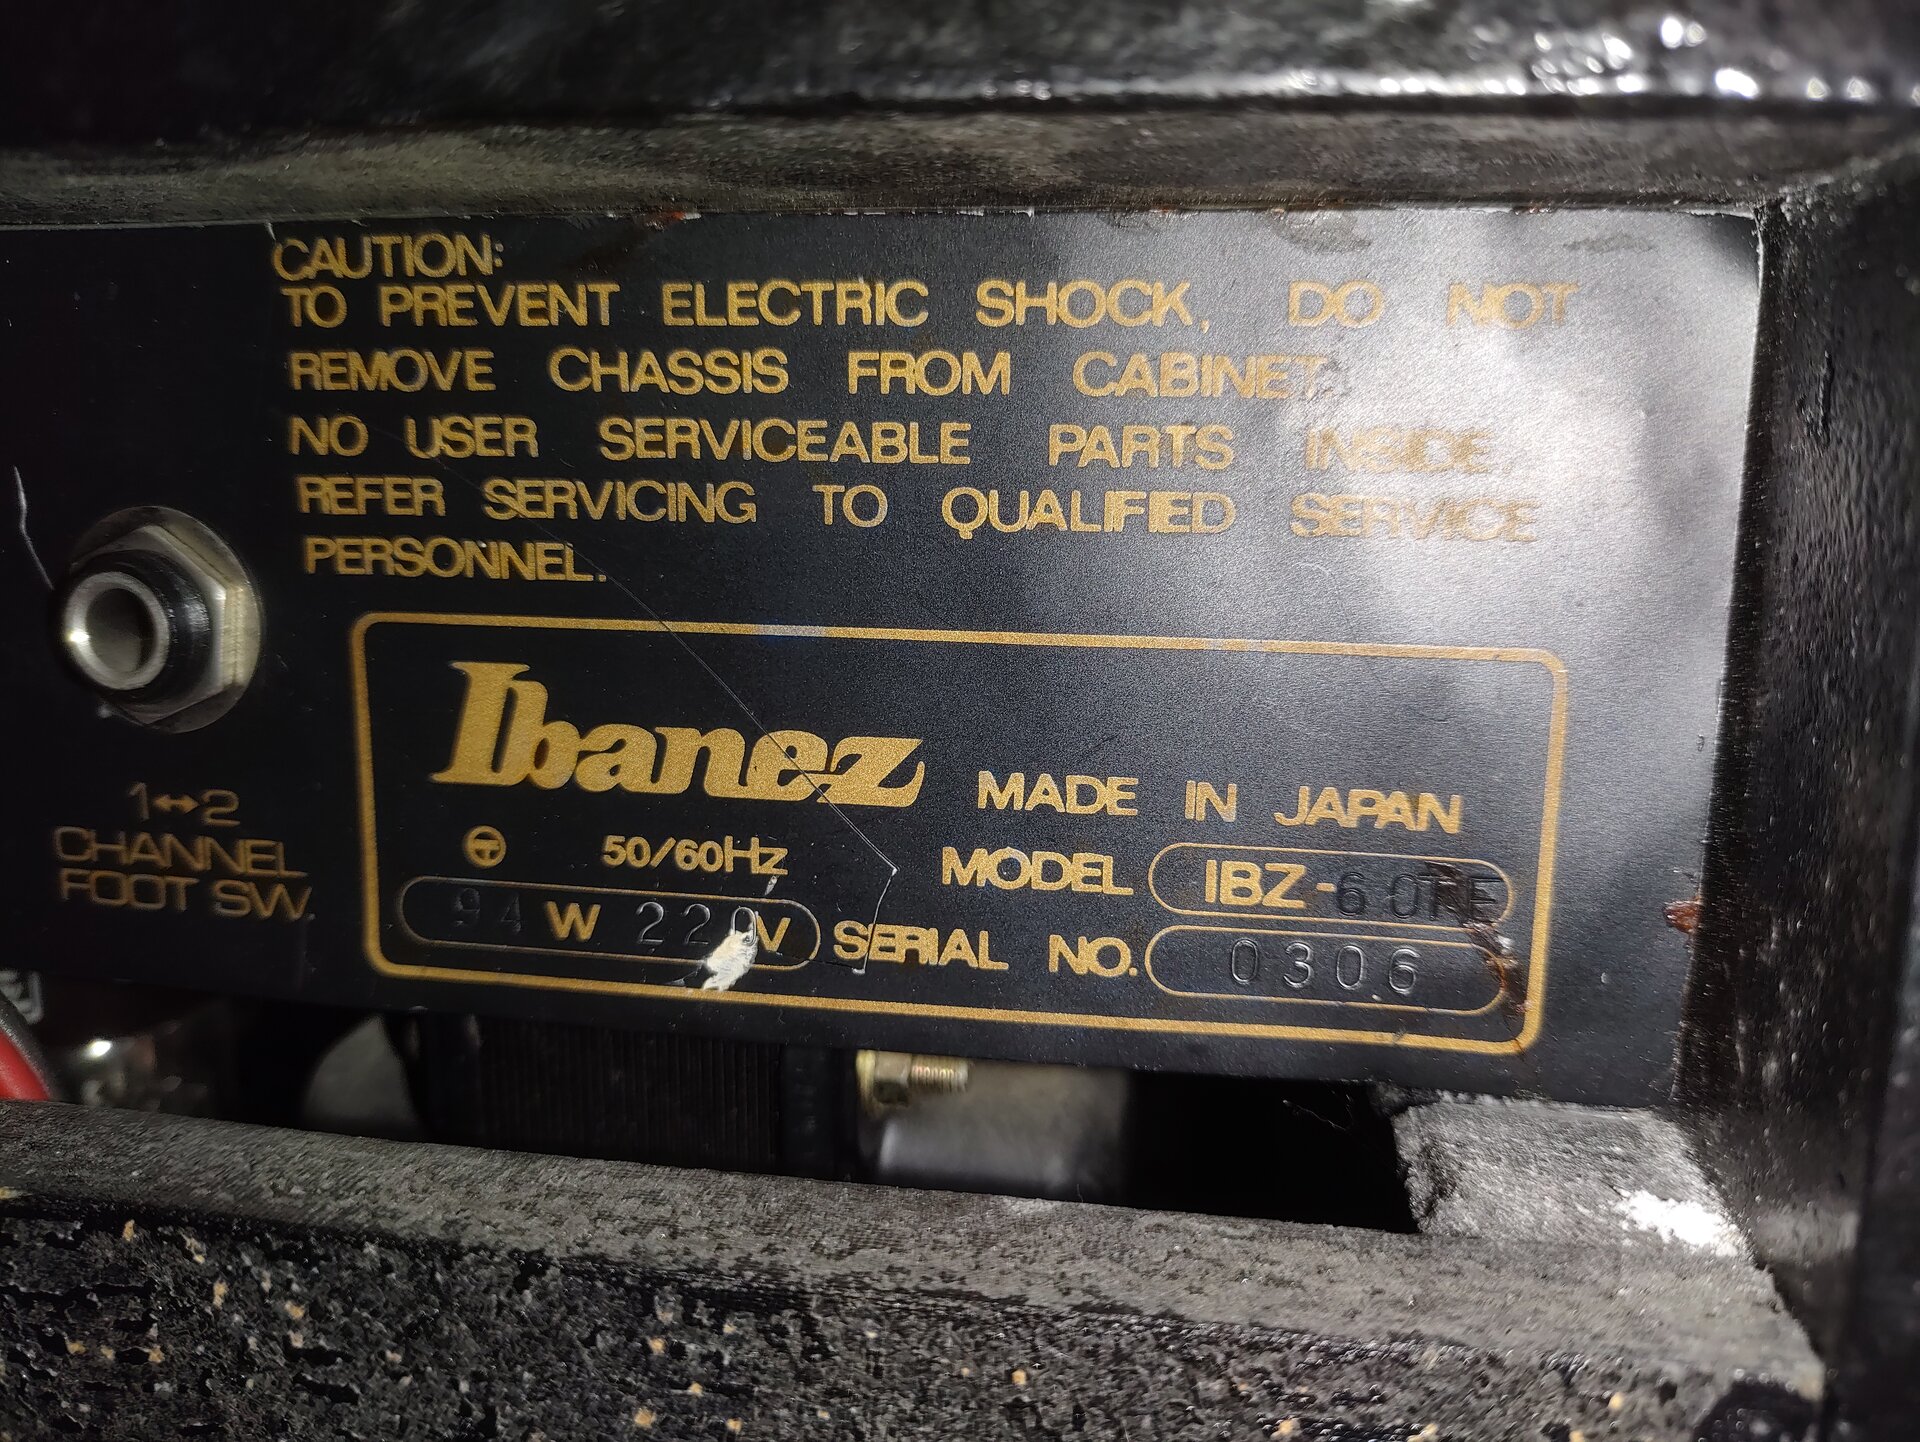 CAUTION:
TO PREVENT ELECTRIC SHOCK, DO NOT
REMOVE CHASSIS FROM CABINET.
NO USER SERVICEABLE PARTS INSIDE.
REFER SERVICING TO QUALIFIED SERVICE
PERSONNEL.
Ibanez MADE IN JAPAN
50/60Hz
MODEL
94 W 220V
SERIAL NO. 0306
1↔2
CHANNEL
FOOT SW.